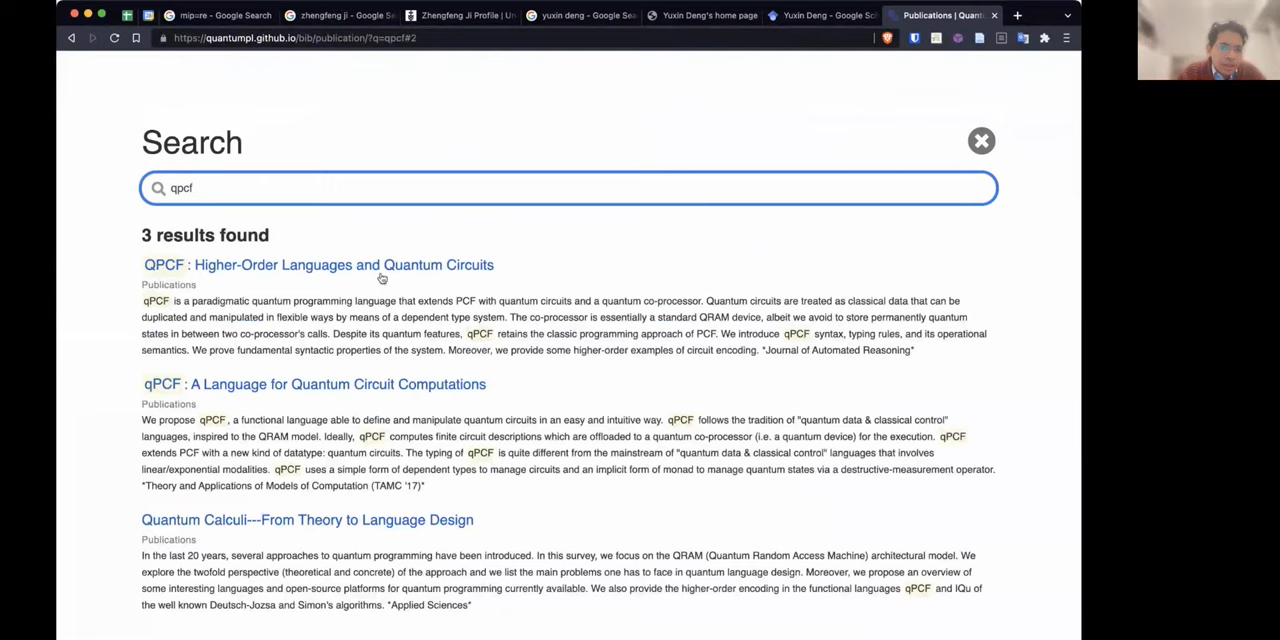 mip=re - Google Search
zhengfeng ji - Google Se
Zhengfeng Ji Profile | Un
yuxin deng - Google Sea
Yuxin Deng's home page
Yuxin Deng - Google Sch
Publications | Quantu
https://quantumpl.github.io/bib/publication/?q=qpcf#2
Search
qpcf
3 results found
QPCF: Higher-Order Languages and Quantum Circuits
Publications
qPCF is a paradigmatic quantum programming language that extends PCF with quantum circuits and a quantum co-processor. Quantum circuits are treated as classical data that can be
duplicated and manipulated in flexible ways by means of a dependent type system. The co-processor is essentially a standard QRAM device, albeit we avoid to store permanently quantum
states in between two co-processor's calls. Despite its quantum features, qPCF retains the classic programming approach of PCF. We introduce qPCF syntax, typing rules, and its operational
semantics. We prove fundamental syntactic properties of the system. Moreover, we provide some higher-order examples of circuit encoding. *Journal of Automated Reasoning*
qPCF: A Language for Quantum Circuit Computations
Publications
We propose qPCF, a functional language able to define and manipulate quantum circuits in an easy and intuitive way. qPCF follows the tradition of "quantum data & classical control"
languages, inspired to the QRAM model. Ideally, qPCF computes finite circuit descriptions which are offloaded to a quantum co-processor (i.e. a quantum device) for the execution. qPCF
extends PCF with a new kind of datatype: quantum circuits. The typing of qPCF is quite different from the mainstream of "quantum data & classical control" languages that involves
linear/exponential modalities. qPCF uses a simple form of dependent types to manage circuits and an implicit form of monad to manage quantum states via a destructive-measurement operator.
*Theory and Applications of Models of Computation (TAMC '17)*
Quantum Calculi---From Theory to Language Design
Publications
In the last 20 years, several approaches to quantum programming have been introduced. In this survey, we focus on the QRAM (Quantum Random Access Machine) architectural model. We
explore the twofold perspective (theoretical and concrete) of the approach and we list the main problems one has to face in quantum language design. Moreover, we propose an overview of
some interesting languages and open-source platforms for quantum programming currently available. We also provide the higher-order encoding in the functional languages qPCF and IQu of
the well known Deutsch-Jozsa and Simon's algorithms. *Applied Sciences*